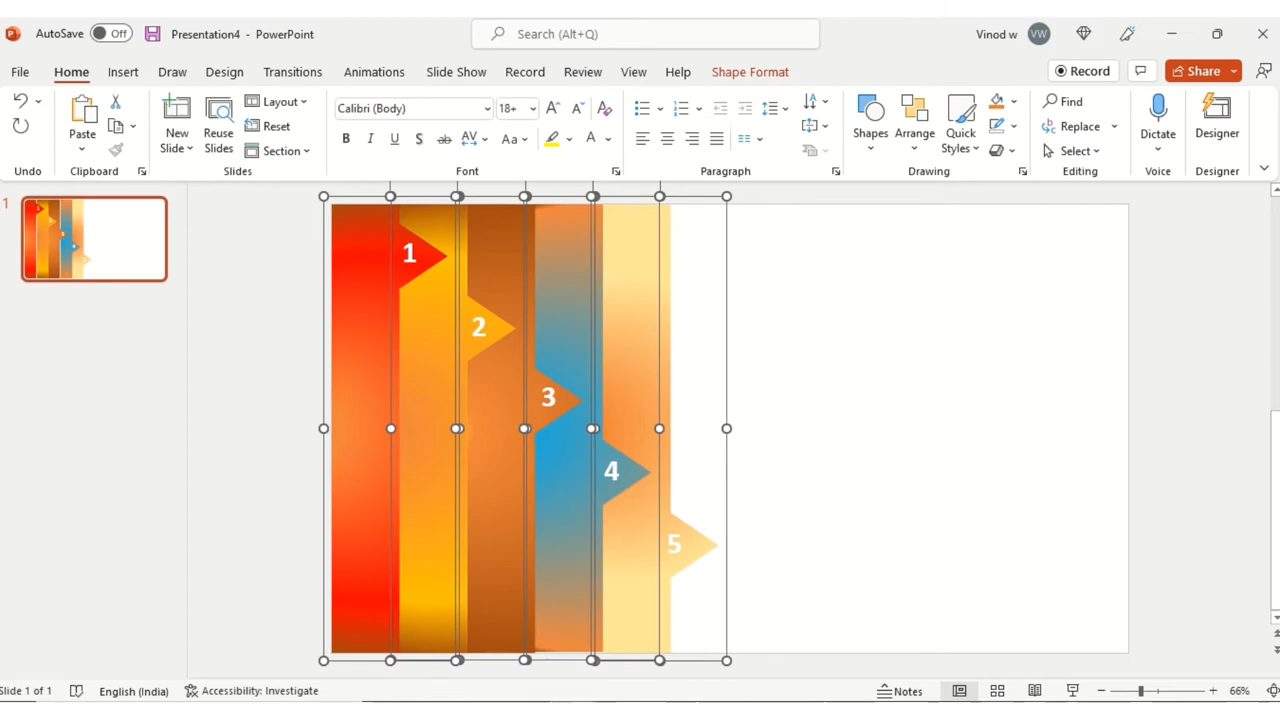 AutoSave Off Presentation4 - PowerPoint Search (Alt+Q) Vinod w VW
File Home Insert Draw Design Transitions Animations Slide Show Record Review View Help Shape Format Record Share
Undo
Paste
Clipboard
New
Slide
Reuse
Slides
Layout
Reset
Section
Slides
Calibri (Body) 18+
B I U S ab AV Aa A
Font
Paragraph
Shapes
Arrange
Quick
Styles
Drawing
Find
Replace
Select
Editing
Dictate
Voice
Designer
Designer
1
1
2
3
4
5
Slide 1 of 1 English (India) Accessibility: Investigate Notes 66%